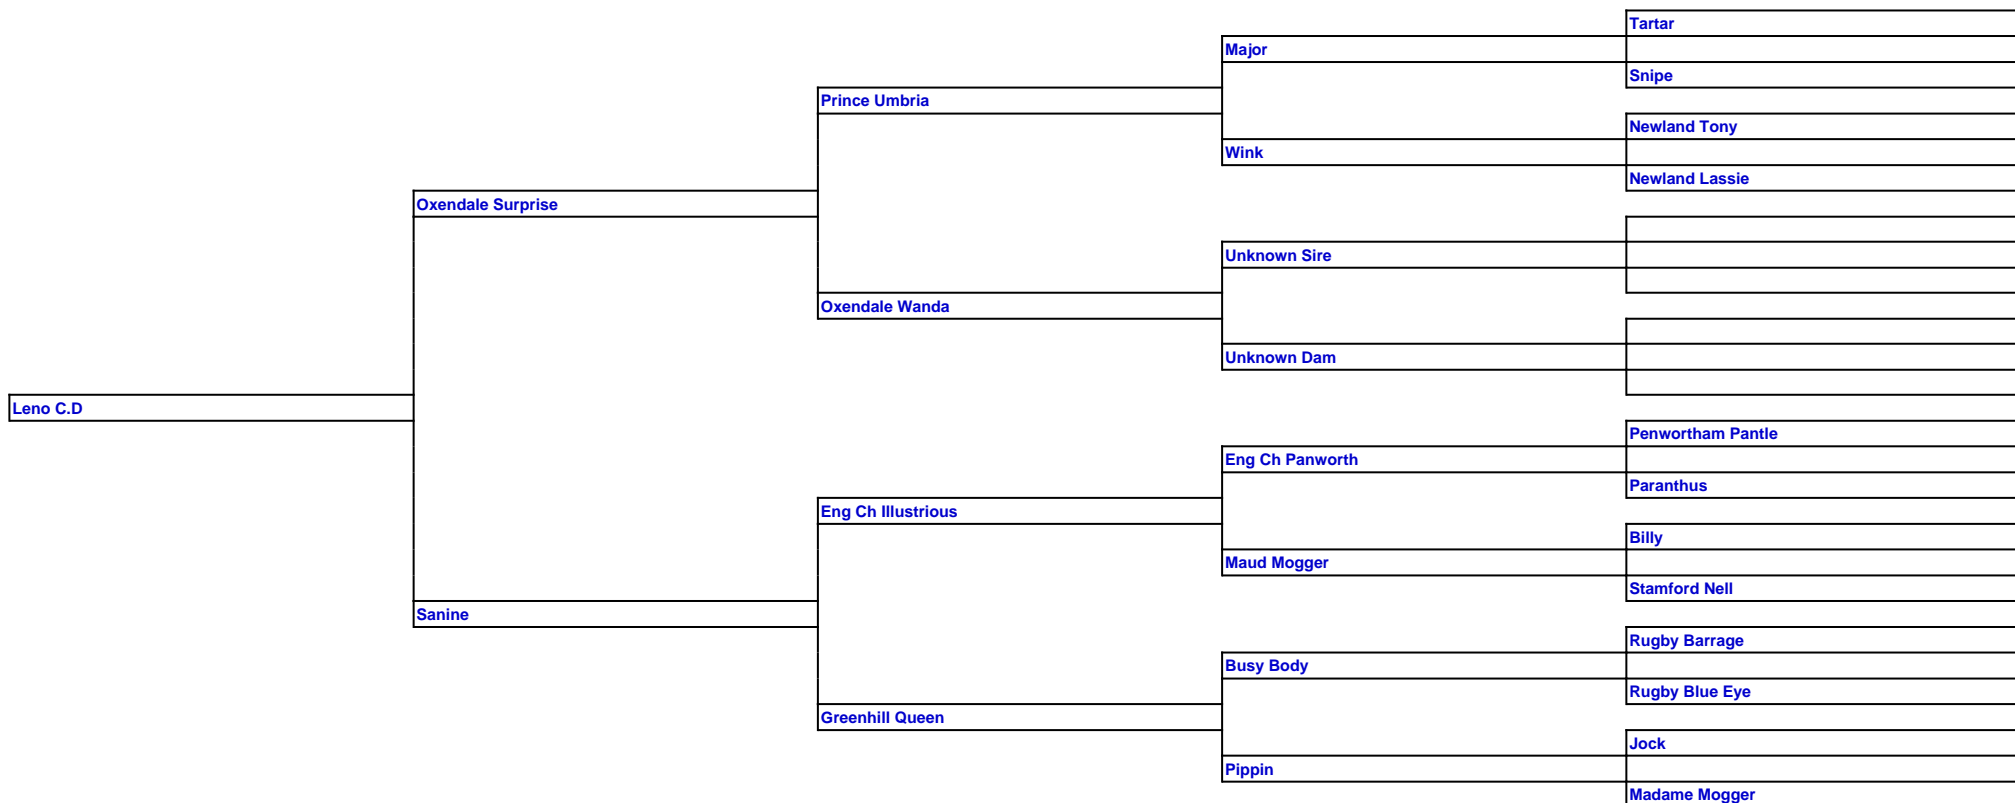 Tartar
Major
Snipe
Prince Umbria
Newland Tony
Wink
Newland Lassie
Oxendale Surprise
Unknown Sire
Oxendale Wanda
Unknown Dam
Leno C.D
Penwortham Pantle
Eng Ch Panworth
Paranthus
Eng Ch Illustrious
Billy
Maud Mogger
Stamford Nell
Sanine
Rugby Barrage
Busy Body
Rugby Blue Eye
Greenhill Queen
Jock
Pippin
Madame Mogger